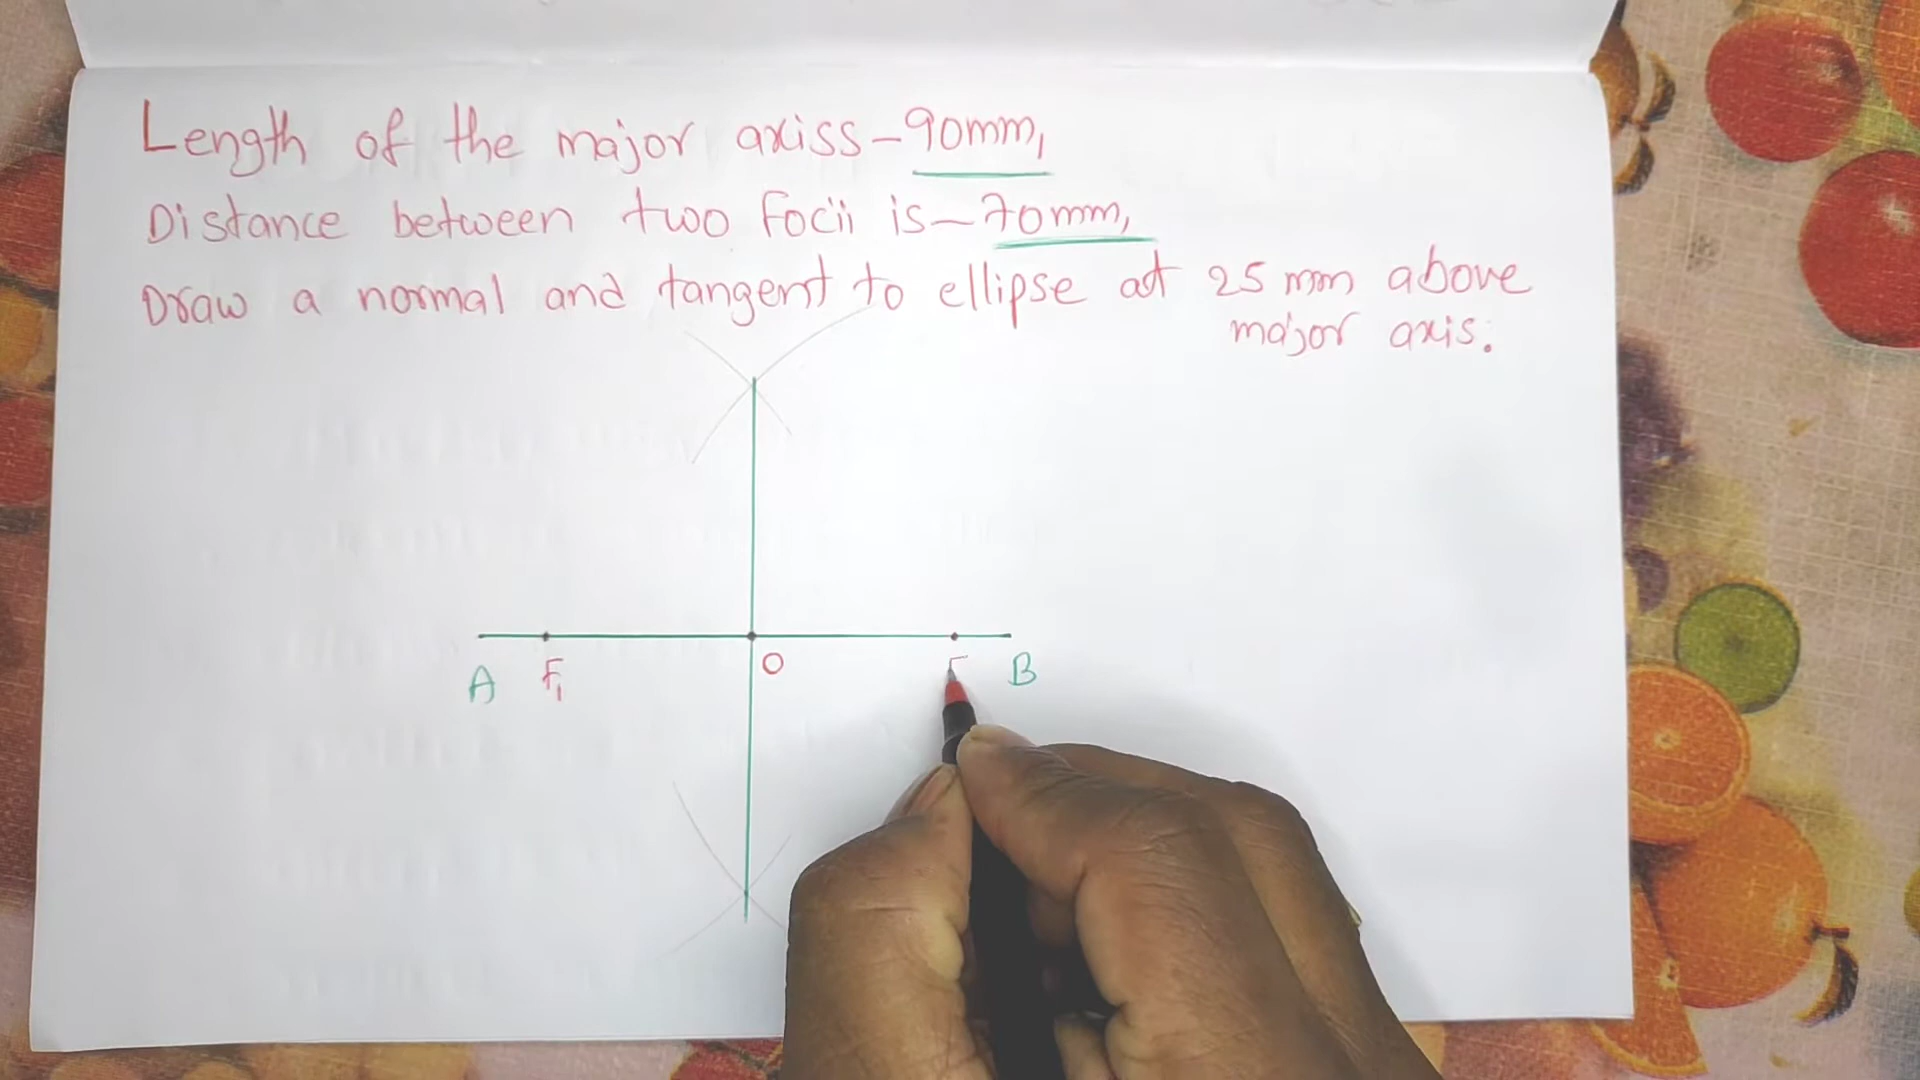 Length of the major axiss - 90mm,
Distance between two Focii is - 70mm,
Draw a normal and tangent to ellipse at 25 mm above
major axis.
O
A F1 B